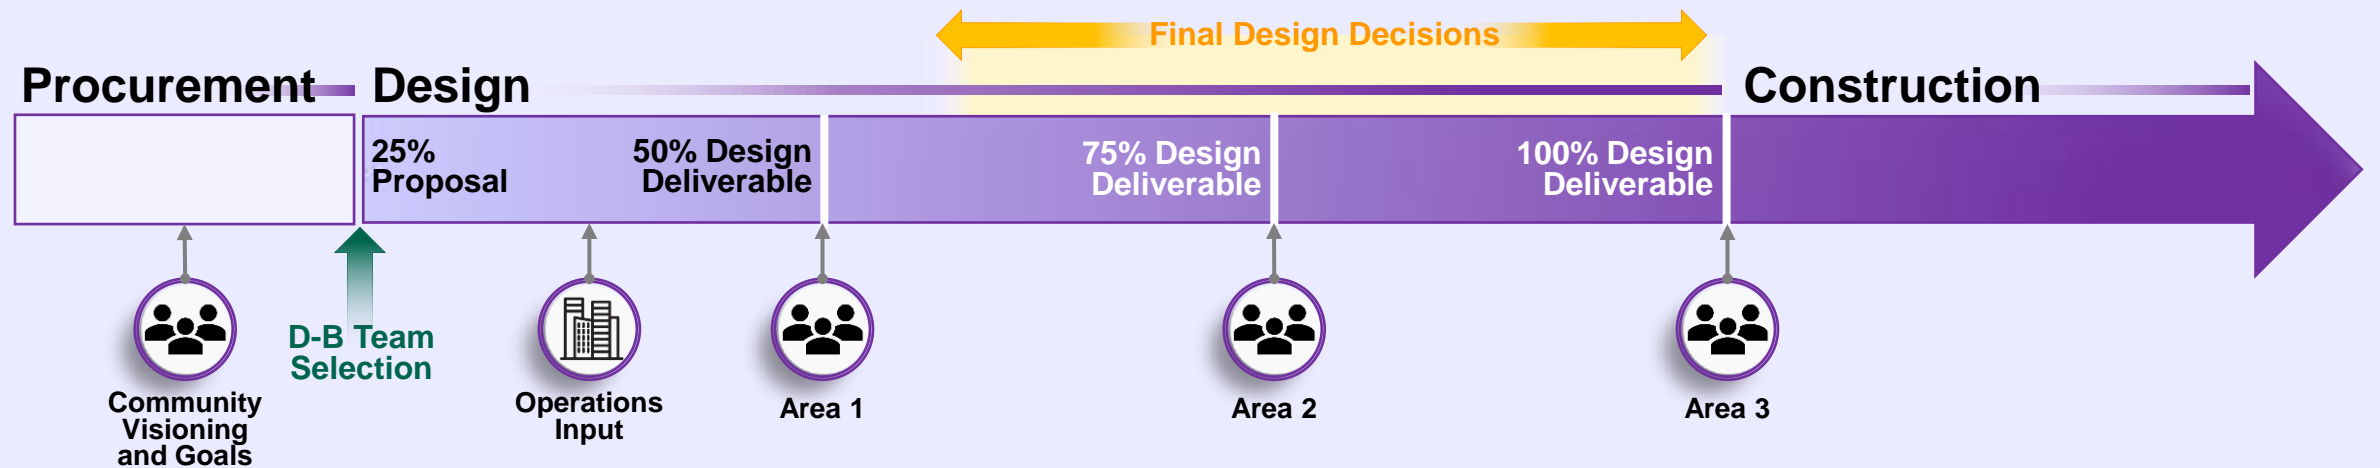 Final Design Decisions
Procurement
Design
Construction
25%
Proposal
50% Design
Deliverable
75% Design
Deliverable
100% Design
Deliverable
D-B Team
Selection
Community
Visioning
and Goals
Operations
Input
Area 1
Area 2
Area 3